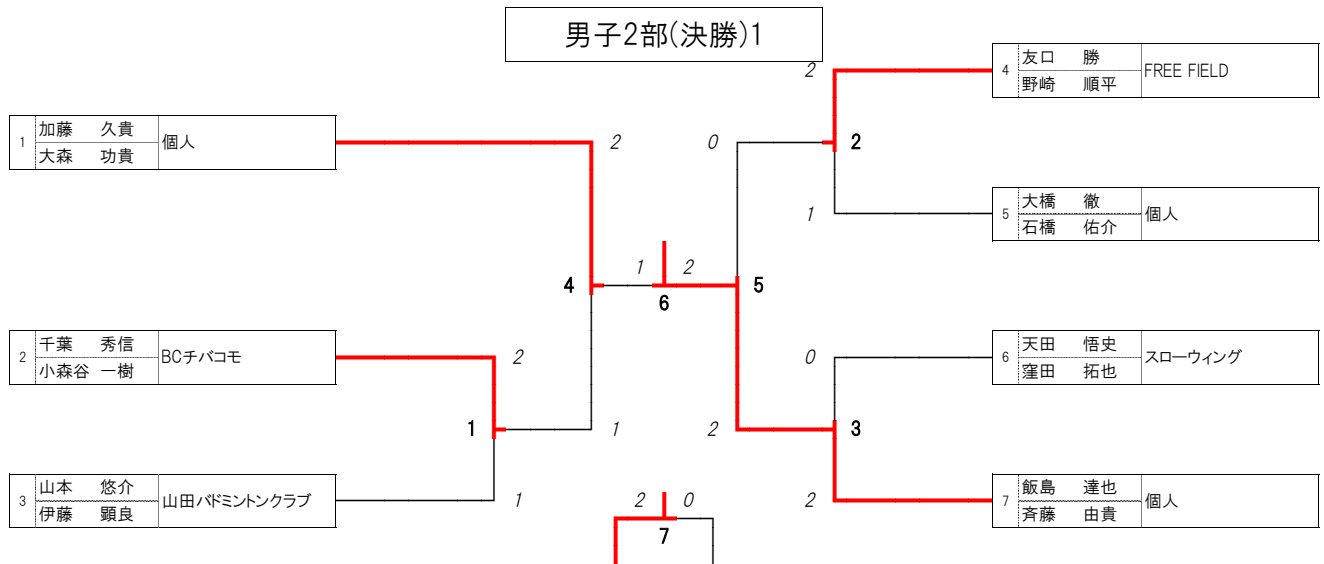 男子2部(決勝)1
1 加藤 久貴 個人
大森 功貴
2
2 千葉 秀信 BCチバコモ
小森谷 一樹
2
1
3 山本 悠介 山田バドミントンクラブ
伊藤 顕良
1
4
1
1 2
6
2 0
7
2
4 友口 勝 FREE FIELD
野崎 順平
0
2
5 大橋 徹 個人
石橋 佑介
1
5
0
6 天田 悟史 スローウィング
窪田 拓也
2
3
7 飯島 達也 個人
斉藤 由貴
2